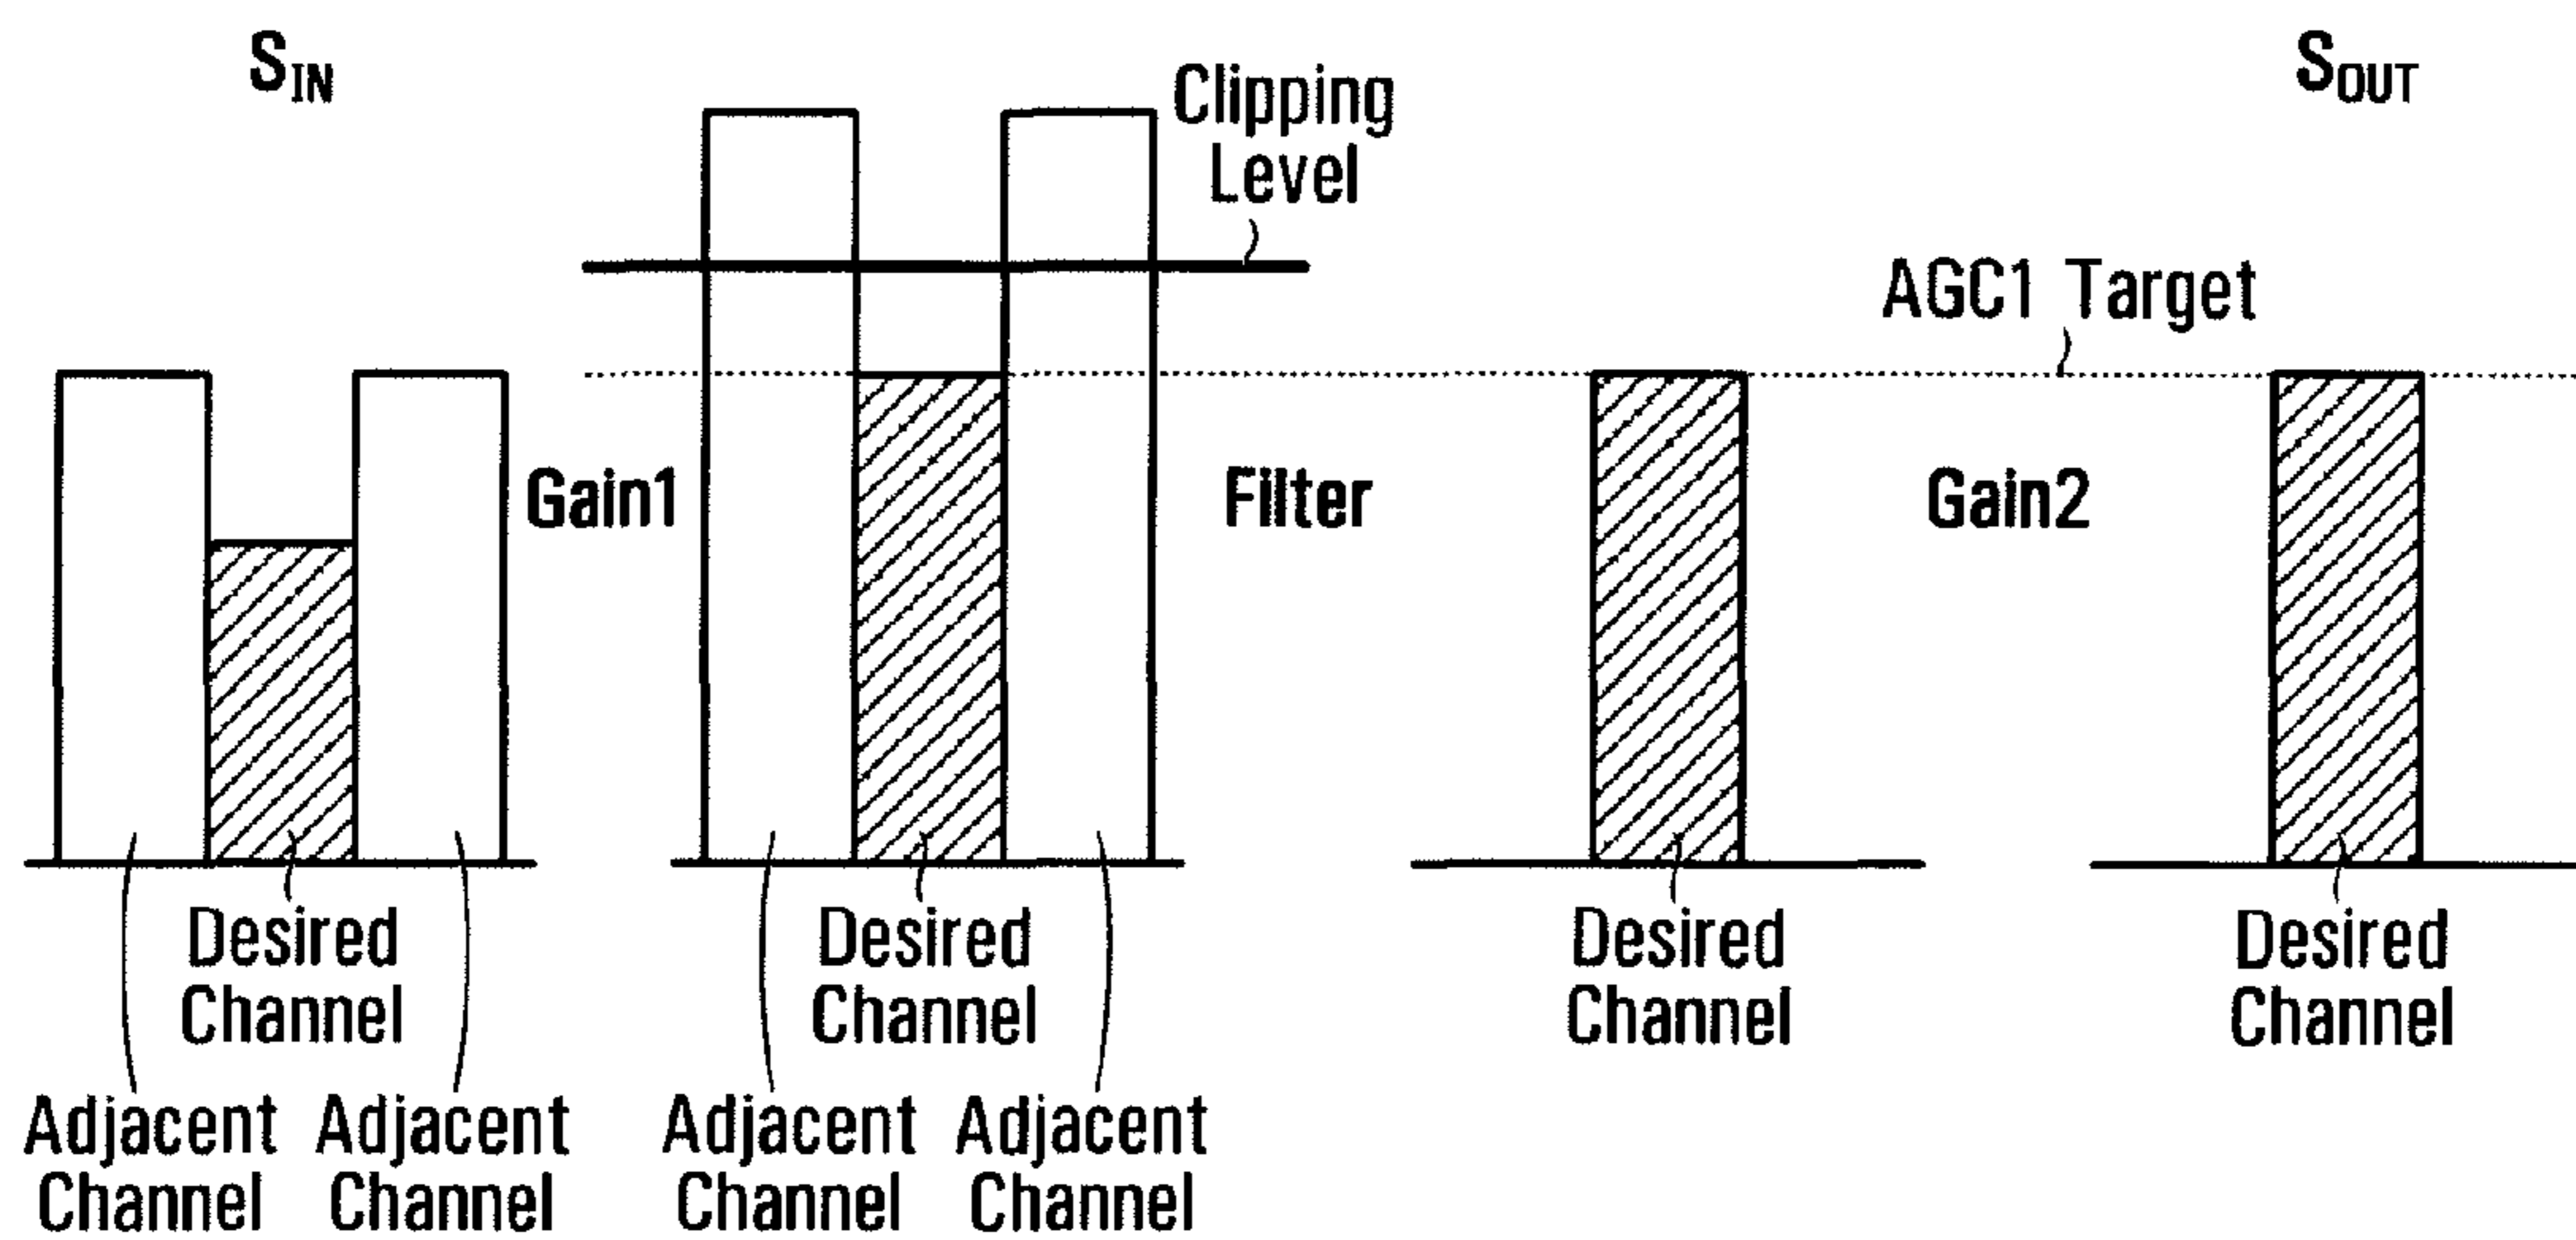 S_IN
S_OUT
Clipping
Level
AGC1 Target
Gain1
Filter
Gain2
Desired
Channel
Desired
Channel
Desired
Channel
Desired
Channel
Adjacent
Channel
Adjacent
Channel
Adjacent
Channel
Adjacent
Channel